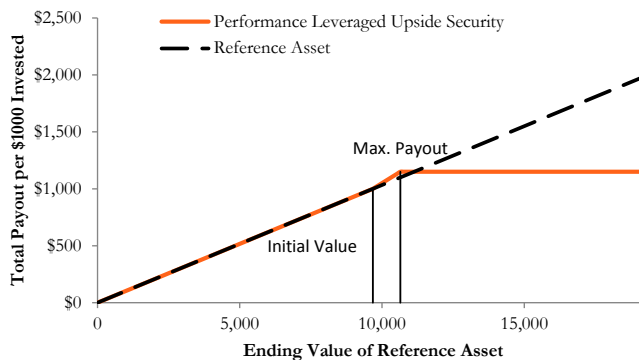 Performance Leveraged Upside Security
Reference Asset
Total Payout per $1000 Invested
$2,500
$2,000
$1,500
$1,000
$500
$0
Max. Payout
Initial Value
0
5,000
10,000
15,000
Ending Value of Reference Asset